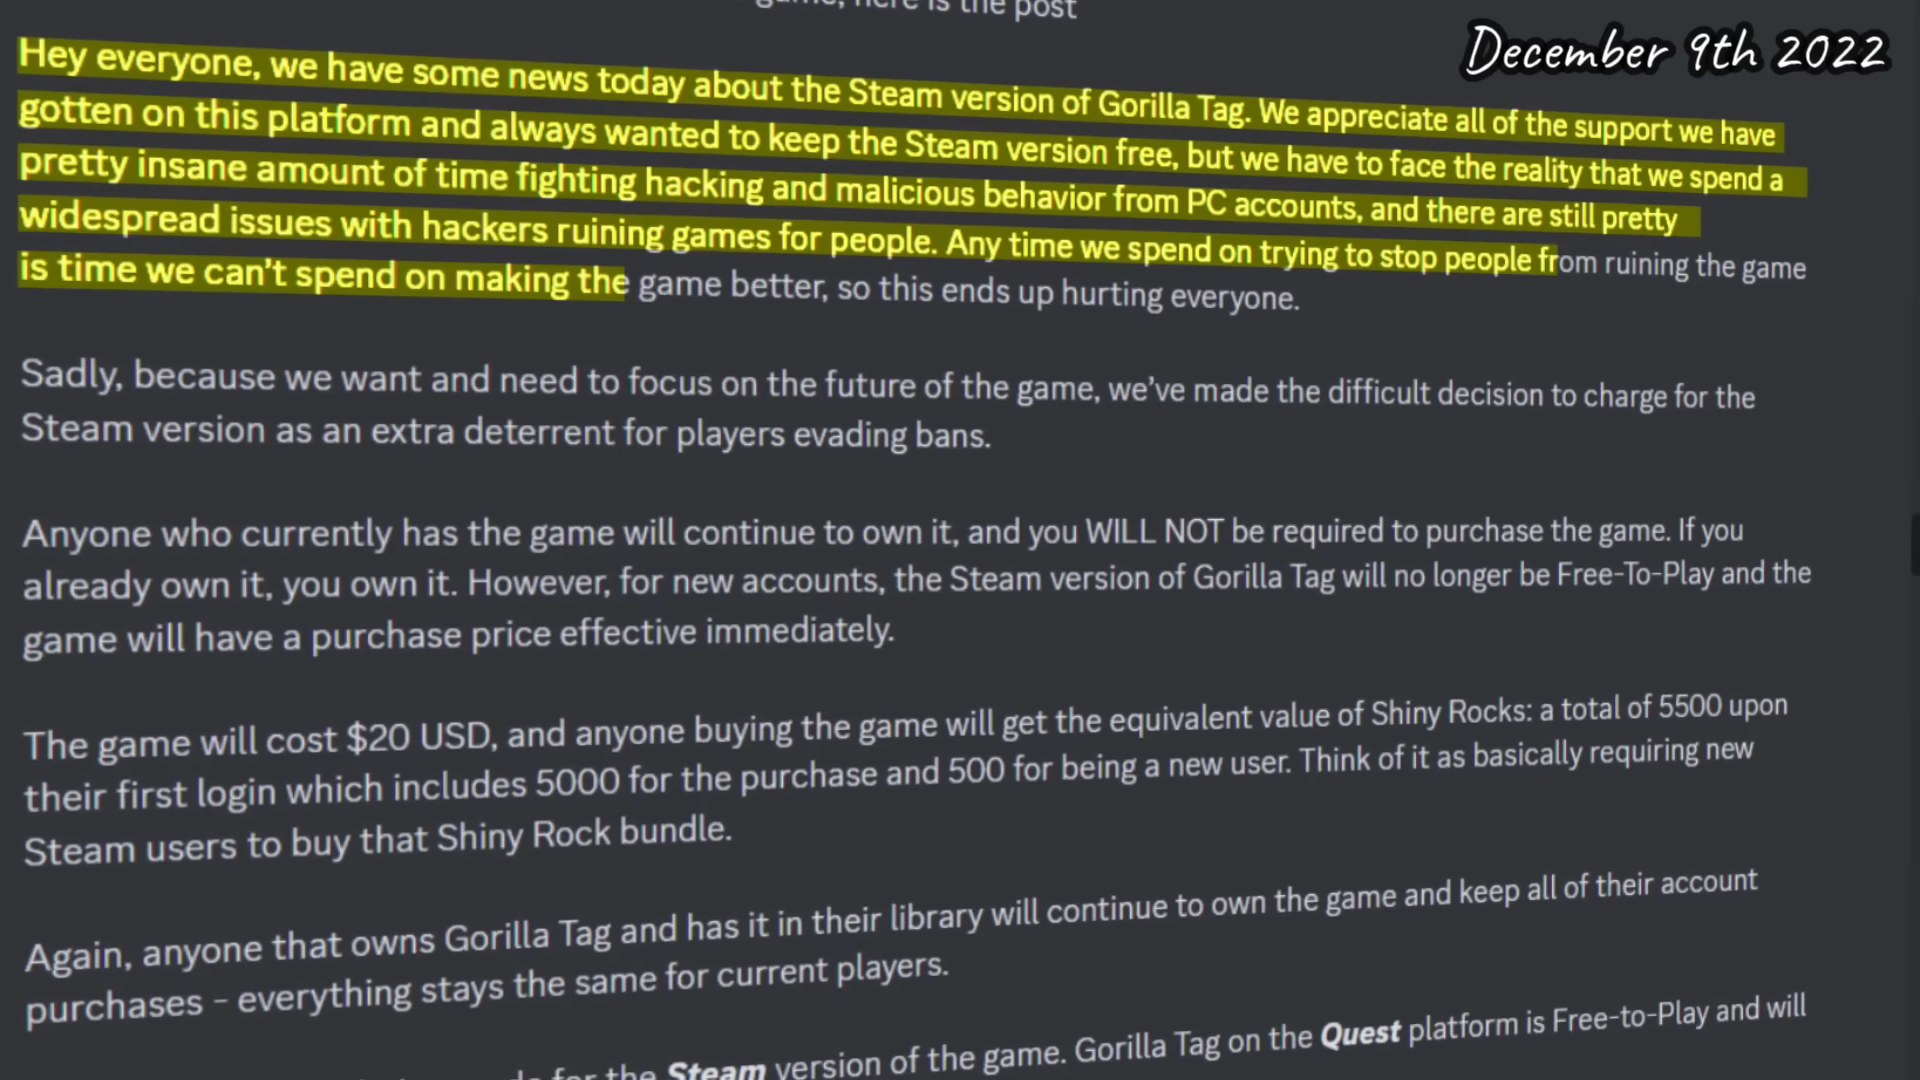 game, here is the post
December 9th 2022
Hey everyone, we have some news today about the Steam version of Gorilla Tag. We appreciate all of the support we have
gotten on this platform and always wanted to keep the Steam version free, but we have to face the reality that we spend a
pretty insane amount of time fighting hacking and malicious behavior from PC accounts, and there are still pretty
widespread issues with hackers ruining games for people. Any time we spend on trying to stop people from ruining the game
is time we can't spend on making the game better, so this ends up hurting everyone.
Sadly, because we want and need to focus on the future of the game, we've made the difficult decision to charge for the
Steam version as an extra deterrent for players evading bans.
Anyone who currently has the game will continue to own it, and you WILL NOT be required to purchase the game. If you
already own it, you own it. However, for new accounts, the Steam version of Gorilla Tag will no longer be Free-To-Play and the
game will have a purchase price effective immediately.
The game will cost $20 USD, and anyone buying the game will get the equivalent value of Shiny Rocks: a total of 5500 upon
their first login which includes 5000 for the purchase and 500 for being a new user. Think of it as basically requiring new
Steam users to buy that Shiny Rock bundle.
Again, anyone that owns Gorilla Tag and has it in their library will continue to own the game and keep all of their account
purchases – everything stays the same for current players.
for the Steam version of the game. Gorilla Tag on the Quest platform is Free-to-Play and will